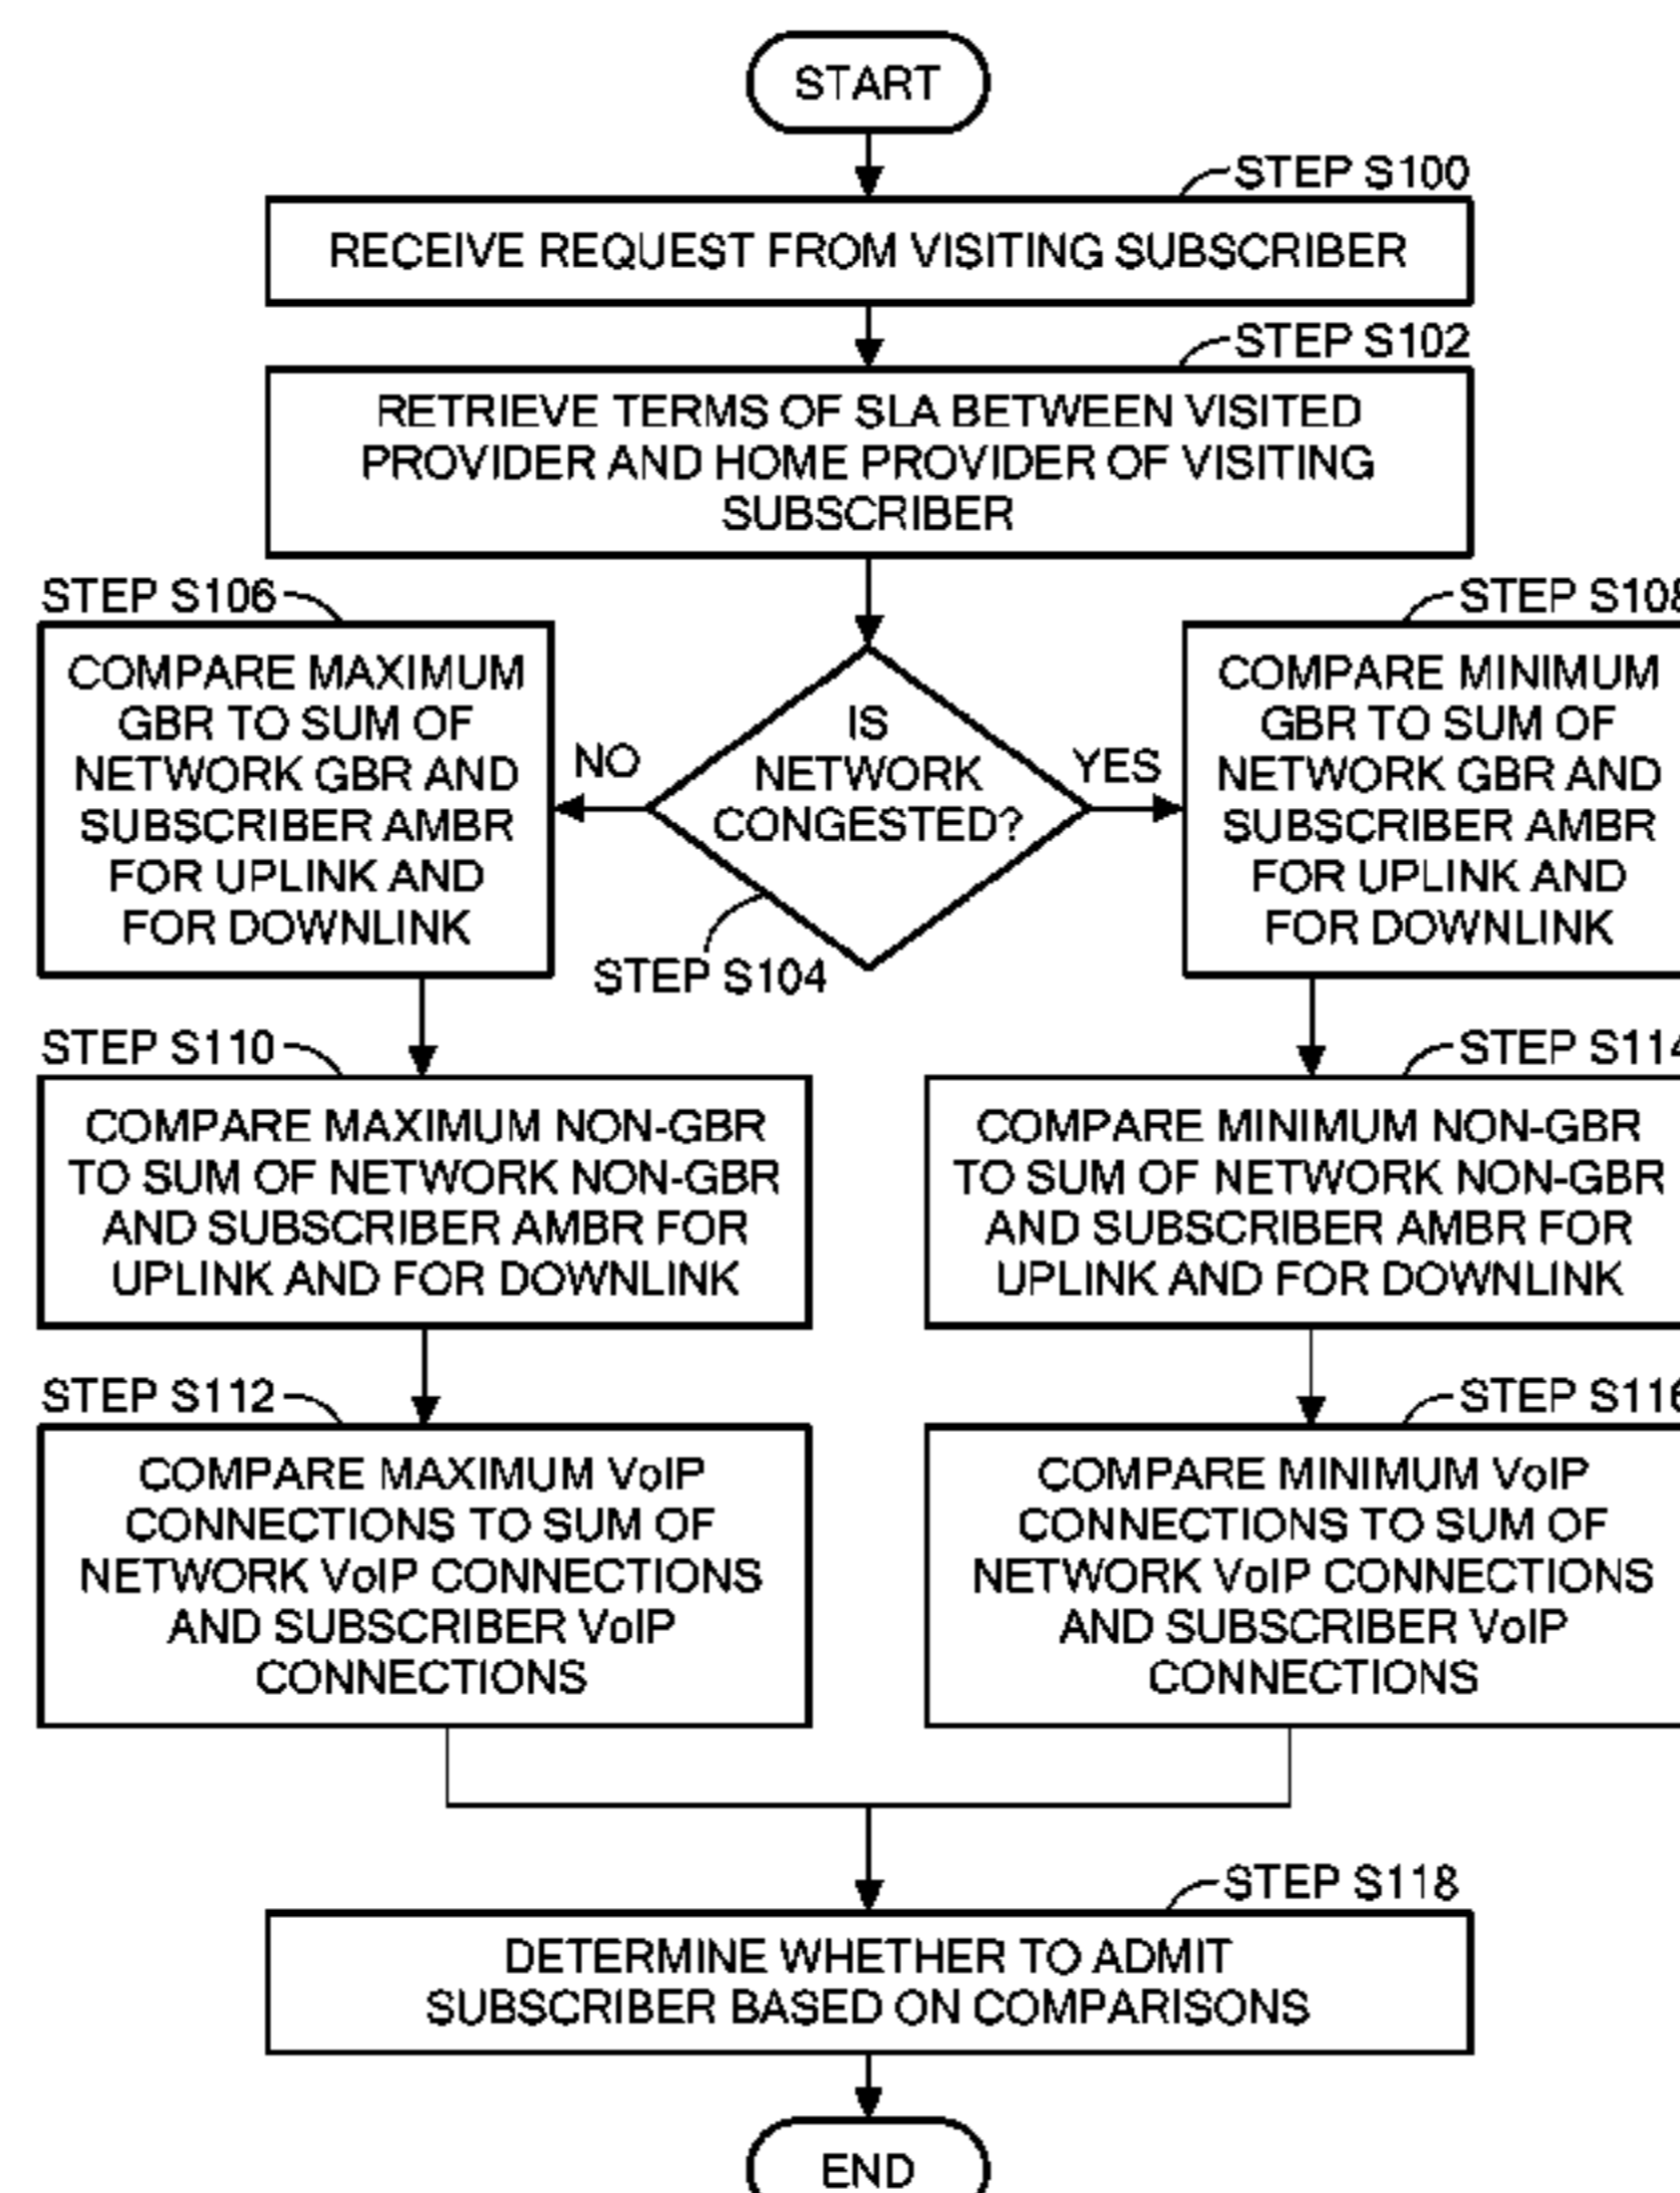 START
STEP S100
RECEIVE REQUEST FROM VISITING SUBSCRIBER
STEP S102
RETRIEVE TERMS OF SLA BETWEEN VISITED
PROVIDER AND HOME PROVIDER OF VISITING
SUBSCRIBER
STEP S106
COMPARE MAXIMUM
GBR TO SUM OF
NETWORK GBR AND
SUBSCRIBER AMBR
FOR UPLINK AND
FOR DOWNLINK
NO
IS
NETWORK
CONGESTED?
YES
STEP S104
STEP S108
COMPARE MINIMUM
GBR TO SUM OF
NETWORK GBR AND
SUBSCRIBER AMBR
FOR UPLINK AND
FOR DOWNLINK
STEP S110
COMPARE MAXIMUM NON-GBR
TO SUM OF NETWORK NON-GBR
AND SUBSCRIBER AMBR FOR
UPLINK AND FOR DOWNLINK
STEP S114
COMPARE MINIMUM NON-GBR
TO SUM OF NETWORK NON-GBR
AND SUBSCRIBER AMBR FOR
UPLINK AND FOR DOWNLINK
STEP S112
COMPARE MAXIMUM VoIP
CONNECTIONS TO SUM OF
NETWORK VoIP CONNECTIONS
AND SUBSCRIBER VoIP
CONNECTIONS
STEP S116
COMPARE MINIMUM VoIP
CONNECTIONS TO SUM OF
NETWORK VoIP CONNECTIONS
AND SUBSCRIBER VoIP
CONNECTIONS
STEP S118
DETERMINE WHETHER TO ADMIT
SUBSCRIBER BASED ON COMPARISONS
END